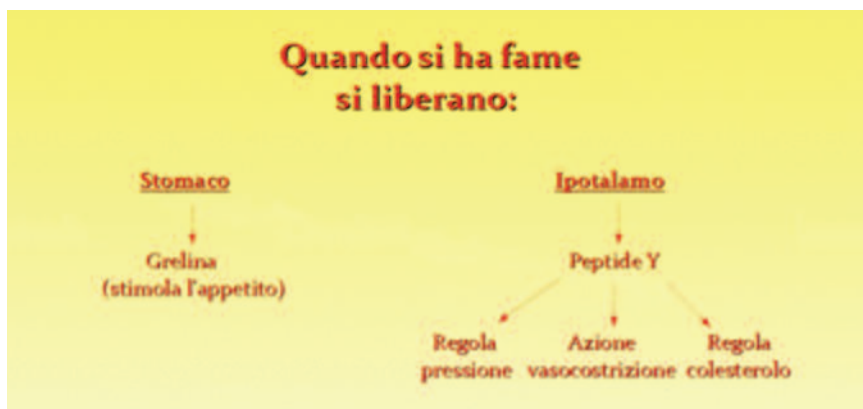 Quando si ha fame
si liberano:
Stomaco
Grelina
(stimola l'appetito)
Ipotalamo
Peptide Y
Regola
pressione
Azione
vasocostrizione
Regola
colesterolo